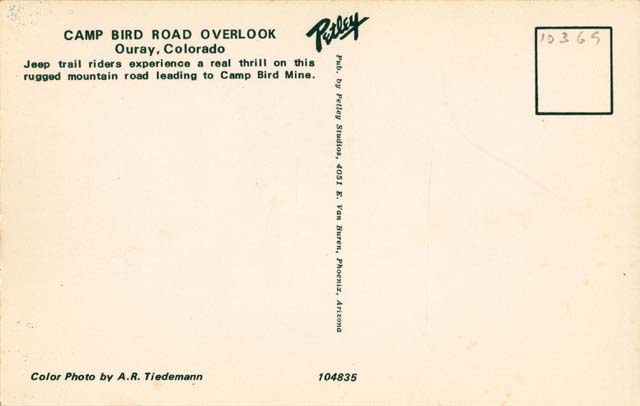 CAMP BIRD ROAD OVERLOOK
Ouray, Colorado
Jeep trail riders experience a real thrill on this
rugged mountain road leading to Camp Bird Mine.
Petley
Pub. by Petley Studios, 4051 E. Van Buren, Phoenix, Arizona
10369
Color Photo by A.R. Tiedemann
104835